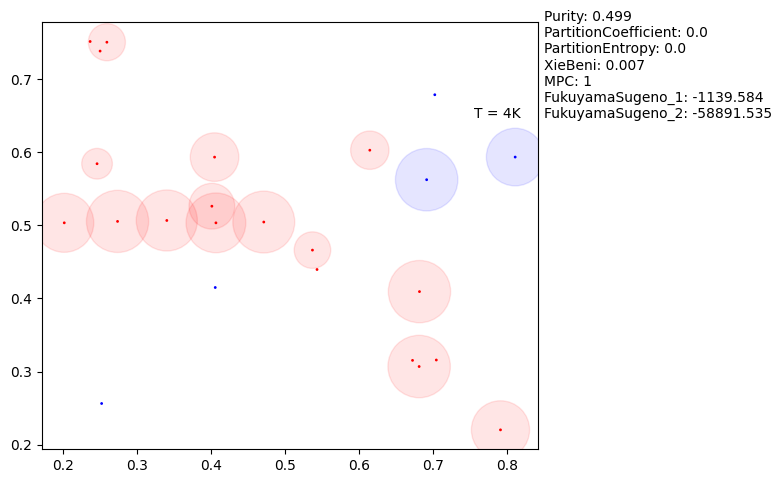 Purity: 0.499
PartitionCoefficient: 0.0
PartitionEntropy: 0.0
XieBeni: 0.007
MPC: 1
FukuyamaSugeno_1: -1139.584
FukuyamaSugeno_2: -58891.535
T = 4K
0.7
0.6
0.5
0.4
0.3
0.2
0.2 0.3 0.4 0.5 0.6 0.7 0.8